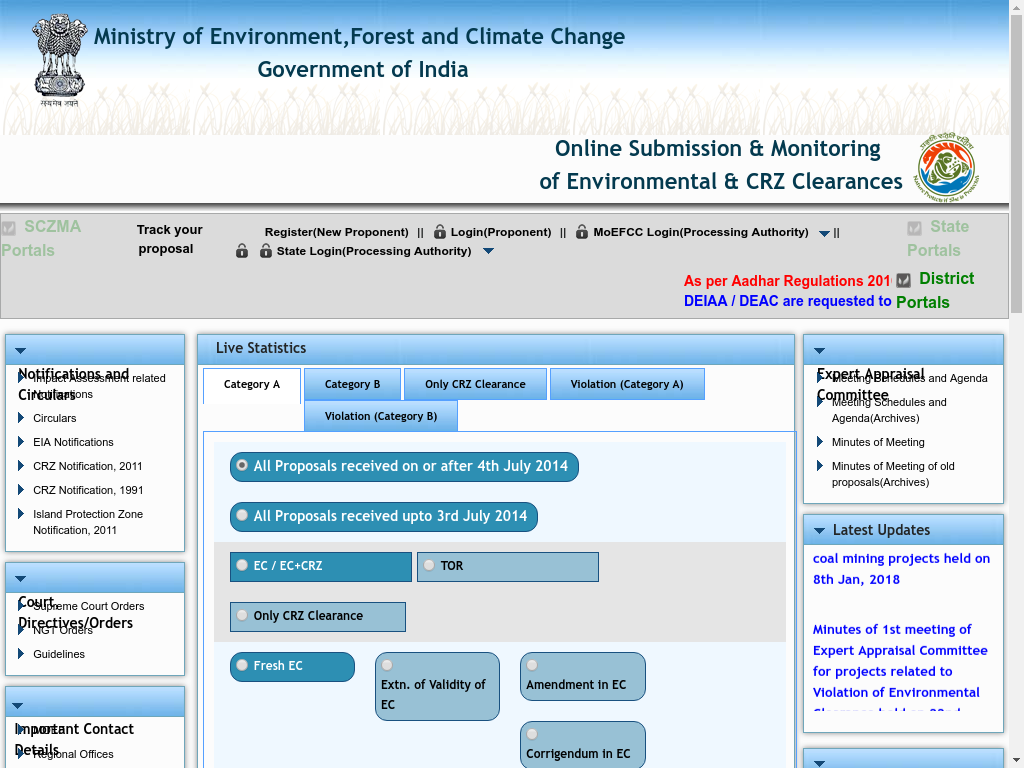 Ministry of Environment,Forest and Climate Change
Government of India
सत्यमेव जयते
Online Submission & Monitoring
of Environmental & CRZ Clearances
SCZMA
Portals
Track your
proposal
Register(New Proponent) || Login(Proponent) || MoEFCC Login(Processing Authority) ||
State Login(Processing Authority)
State
Portals
As per Aadhar Regulations 201
DEIAA / DEAC are requested to
District
Portals
Notifications and
Circulars
Impact Assessment related
Notifications
Circulars
EIA Notifications
CRZ Notification, 2011
CRZ Notification, 1991
Island Protection Zone
Notification, 2011
Court
Directives/Orders
Supreme Court Orders
NGT Orders
Guidelines
Important Contact
Details
Regional Offices
Live Statistics
Category A
Category B
Only CRZ Clearance
Violation (Category A)
Violation (Category B)
All Proposals received on or after 4th July 2014
All Proposals received upto 3rd July 2014
EC / EC+CRZ
TOR
Only CRZ Clearance
Fresh EC
Extn. of Validity of
EC
Amendment in EC
Corrigendum in EC
Expert Appraisal
Committee
Meeting Schedules and Agenda
Meeting Schedules and
Agenda(Archives)
Minutes of Meeting
Minutes of Meeting of old
proposals(Archives)
Latest Updates
coal mining projects held on
8th Jan, 2018
Minutes of 1st meeting of
Expert Appraisal Committee
for projects related to
Violation of Environmental